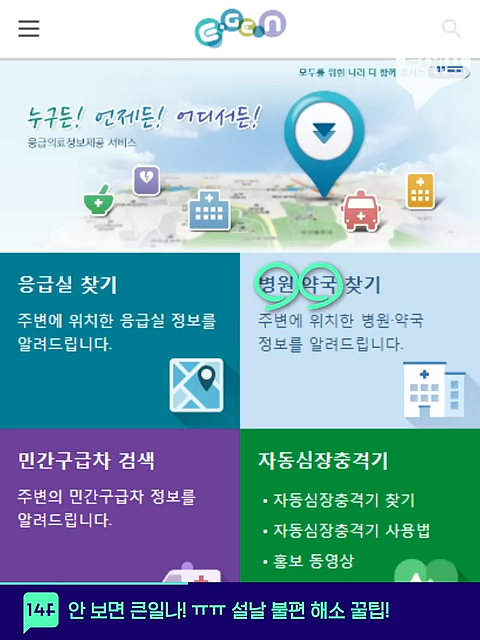 e-Gen
모두를 위한 나라 다 함께
누구든! 언제든! 어디서든!
응급의료정보제공 서비스
응급실 찾기
주변에 위치한 응급실 정보를
알려드립니다.
병원·약국 찾기
주변에 위치한 병원·약국
정보를 알려드립니다.
민간구급차 검색
주변의 민간구급차 정보를
알려드립니다.
자동심장충격기
• 자동심장충격기 찾기
• 자동심장충격기 사용법
• 홍보 동영상
14F 안 보면 큰일나! ㅠㅠ 설날 불편 해소 꿀팁!